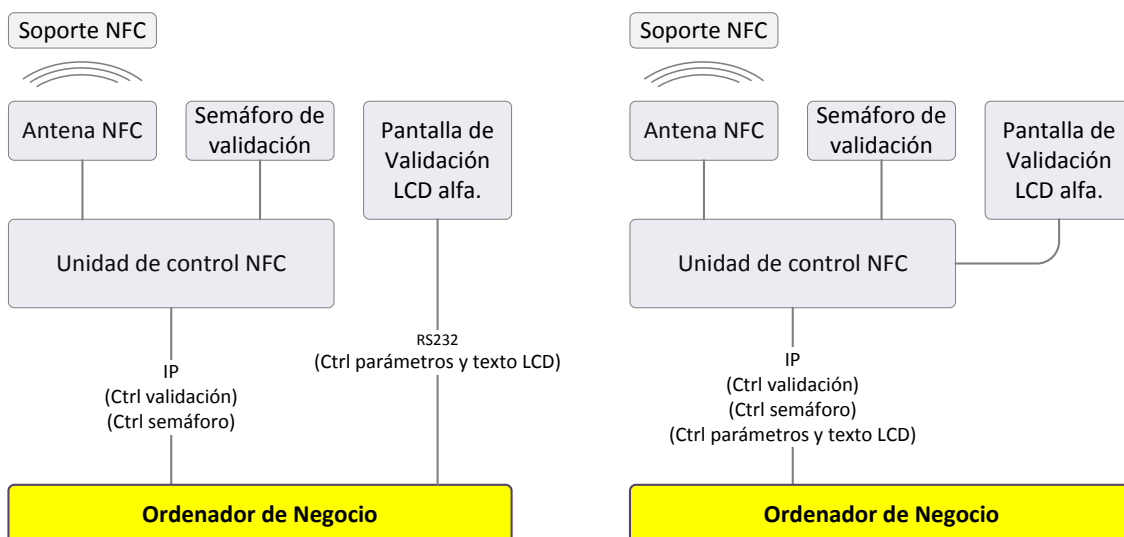 Soporte NFC
Antena NFC
Semáforo de
validación
Pantalla de
Validación
LCD alfa.
Unidad de control NFC
IP
(Ctrl validación)
(Ctrl semáforo)
RS232
(Ctrl parámetros y texto LCD)
Ordenador de Negocio
Soporte NFC
Antena NFC
Semáforo de
validación
Pantalla de
Validación
LCD alfa.
Unidad de control NFC
IP
(Ctrl validación)
(Ctrl semáforo)
(Ctrl parámetros y texto LCD)
Ordenador de Negocio